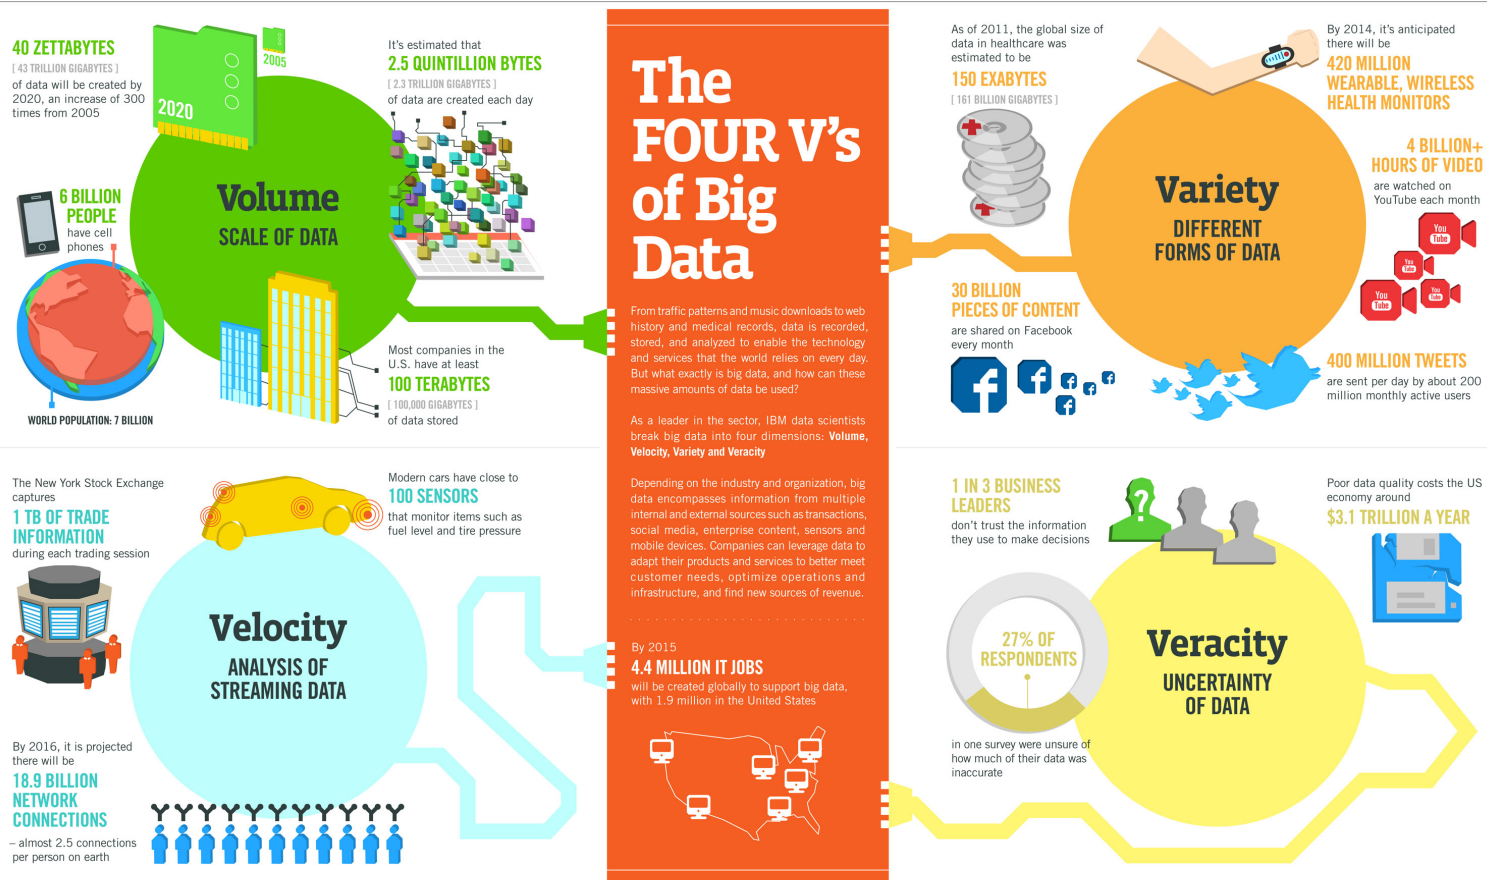 40 ZETTABYTES
[ 43 TRILLION GIGABYTES ]
of data will be created by
2020, an increase of 300
times from 2005
2020
2005
It's estimated that
2.5 QUINTILLION BYTES
[ 2.3 TRILLION GIGABYTES ]
of data are created each day
6 BILLION
PEOPLE
have cell
phones
WORLD POPULATION: 7 BILLION
Volume
SCALE OF DATA
Most companies in the
U.S. have at least
100 TERABYTES
[ 100,000 GIGABYTES ]
of data stored
The New York Stock Exchange
captures
1 TB OF TRADE
INFORMATION
during each trading session
Modern cars have close to
100 SENSORS
that monitor items such as
fuel level and tire pressure
Velocity
ANALYSIS OF
STREAMING DATA
By 2016, it is projected
there will be
18.9 BILLION
NETWORK
CONNECTIONS
– almost 2.5 connections
per person on earth
The
FOUR V's
of Big
Data
From traffic patterns and music downloads to web
history and medical records, data is recorded,
stored, and analyzed to enable the technology
and services that the world relies on every day.
But what exactly is big data, and how can these
massive amounts of data be used?
As a leader in the sector, IBM data scientists
break big data into four dimensions: Volume,
Velocity, Variety and Veracity
Depending on the industry and organization, big
data encompasses information from multiple
internal and external sources such as transactions,
social media, enterprise content, sensors and
mobile devices. Companies can leverage data to
adapt their products and services to better meet
customer needs, optimize operations and
infrastructure, and find new sources of revenue.
By 2015
4.4 MILLION IT JOBS
will be created globally to support big data,
with 1.9 million in the United States
As of 2011, the global size of
data in healthcare was
estimated to be
150 EXABYTES
[ 161 BILLION GIGABYTES ]
By 2014, it's anticipated
there will be
420 MILLION
WEARABLE, WIRELESS
HEALTH MONITORS
4 BILLION+
HOURS OF VIDEO
are watched on
YouTube each month
You
Tube
You
Tube
You
Tube
You
Tube
Variety
DIFFERENT
FORMS OF DATA
30 BILLION
PIECES OF CONTENT
are shared on Facebook
every month
f
f
f
f
f
f
400 MILLION TWEETS
are sent per day by about 200
million monthly active users
1 IN 3 BUSINESS
LEADERS
don't trust the information
they use to make decisions
?
Poor data quality costs the US
economy around
$3.1 TRILLION A YEAR
27% OF
RESPONDENTS
in one survey were unsure of
how much of their data was
inaccurate
Veracity
UNCERTAINTY
OF DATA